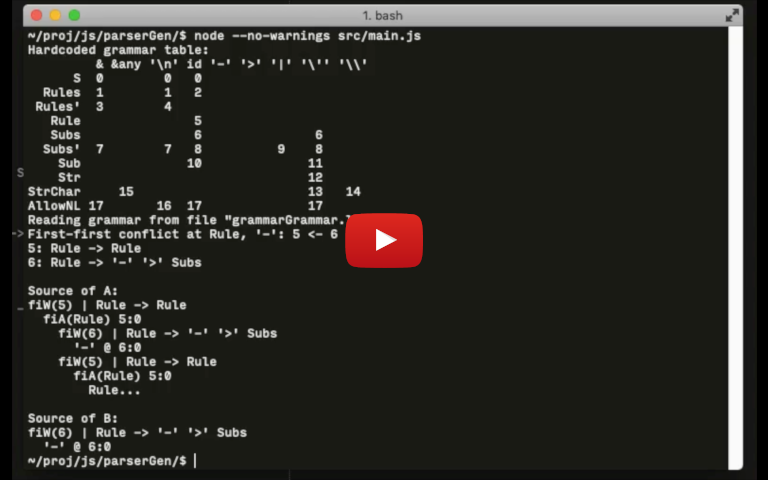 1. bash
~/proj/js/parserGen/$ node --no-warnings src/main.js
Hardcoded grammar table:
& &any '\n' id '-' '>' '|' '\'' '\\'
S 0 0 0
Rules 1 1 2
Rules' 3 4
Rule 5
Subs 6 6
Subs' 7 7 8 9 8
Sub 10 11
Str 12
StrChar 15 13 14
AllowNL 17 16 17 17
Reading grammar from file "grammarGrammar.
First-first conflict at Rule, '-': 5 <- 6
5: Rule -> Rule
6: Rule -> '-' '>' Subs
Source of A:
fiW(5) | Rule -> Rule
fiA(Rule) 5:0
fiW(6) | Rule -> '-' '>' Subs
'-' @ 6:0
fiW(5) | Rule -> Rule
fiA(Rule) 5:0
Rule...
Source of B:
fiW(6) | Rule -> '-' '>' Subs
'-' @ 6:0
~/proj/js/parserGen/$